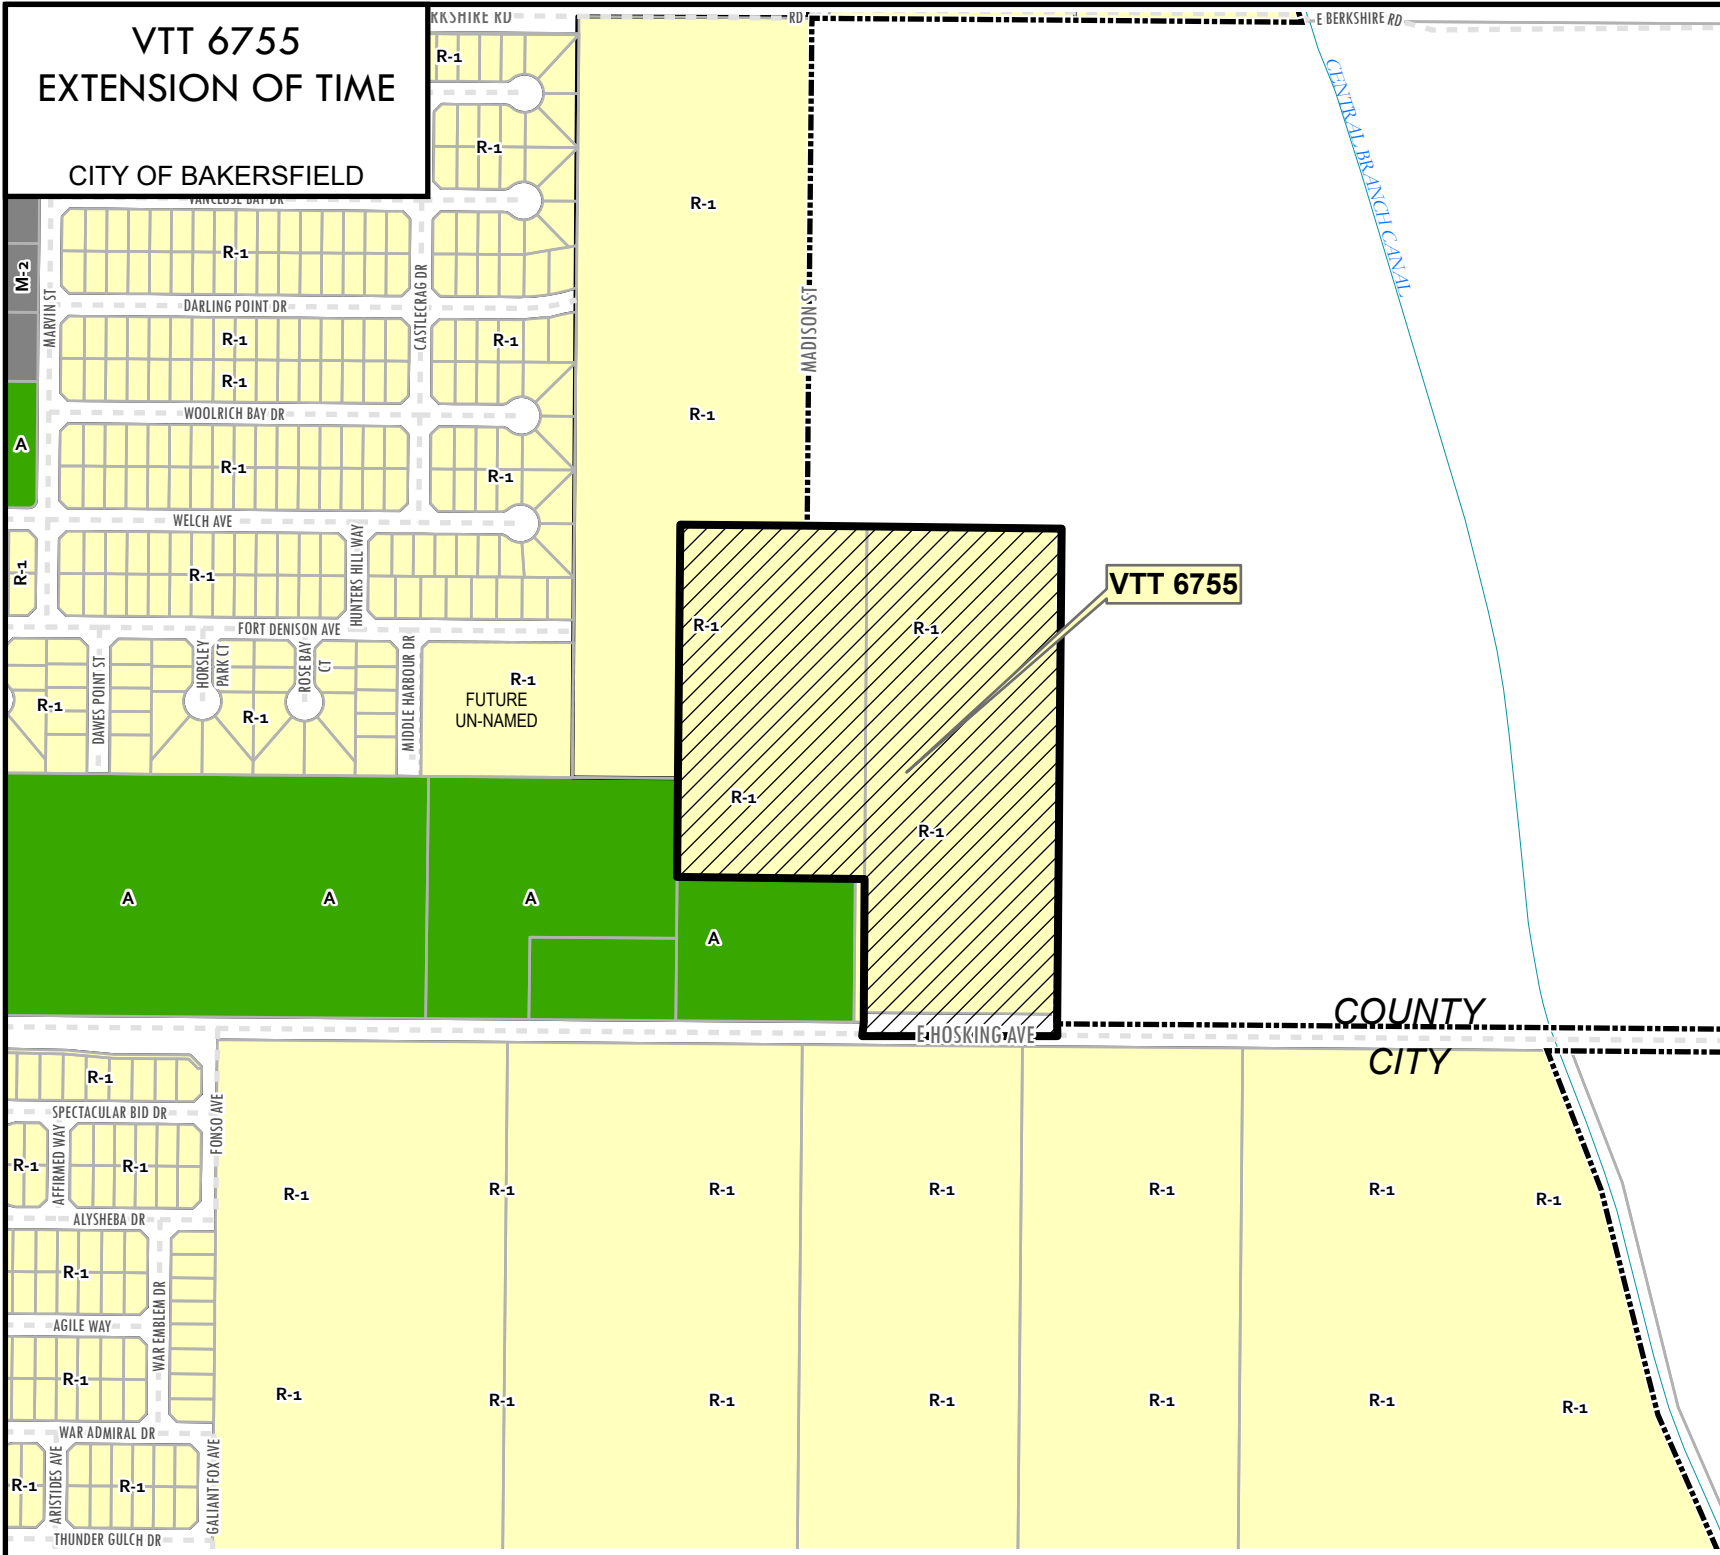 VTT 6755
EXTENSION OF TIME
CITY OF BAKERSFIELD
RKSHIRE RD
RD
E BERKSHIRE RD
CENTRAL BRANCH CANAL
R-1
R-1
R-1
VANCLUSE BAY DR
R-1
M-2
MARVIN ST
CASTLECRAG DR
DARLING POINT DR
MADISON ST
R-1
R-1
R-1
WOOLRICH BAY DR
R-1
A
R-1
R-1
WELCH AVE
HUNTERS HILL WAY
R-1
R-1
VTT 6755
FORT DENISON AVE
R-1
R-1
DAWES POINT ST
HORSLEY
PARK CT
ROSE BAY
CT
MIDDLE HARBOUR DR
R-1
FUTURE
UN-NAMED
R-1
R-1
R-1
R-1
A
A
A
A
COUNTY
E HOSKING AVE
CITY
R-1
SPECTACULAR BID DR
FONSO AVE
AFFIRMED WAY
R-1
R-1
R-1
R-1
R-1
R-1
R-1
R-1
R-1
ALYSHEBA DR
R-1
WAR EMBLEM DR
AGILE WAY
R-1
R-1
R-1
R-1
R-1
R-1
R-1
R-1
WAR ADMIRAL DR
ARISTIDES AVE
GALIANT FOX AVE
R-1
R-1
THUNDER GULCH DR